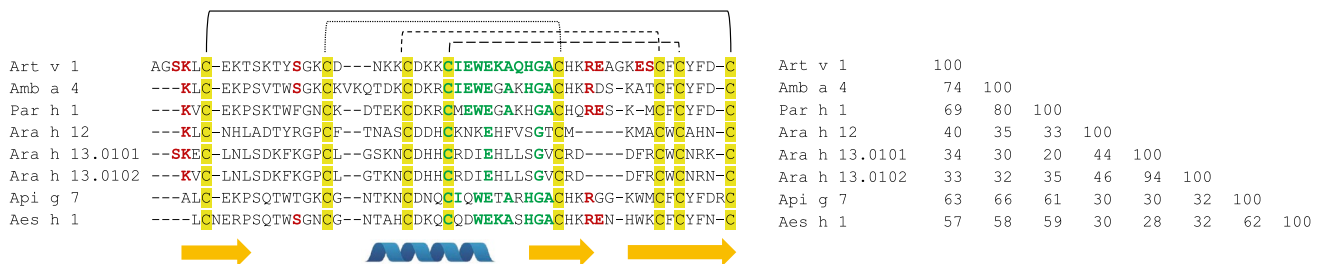 Art v 1 AGSKLC-EKTSKTYSGKCD---NKKCDKKCIEWEKAQHGACHKREAGKESCFCYFD-C Art v 1 100
Amb a 4 ---KLC-EKPSVTWSGKCKVKQTDKCDKRCIEWEGAKHGACHKRDS-KATCFCYFD-C Amb a 4 74 100
Par h 1 ---KVC-EKPSKTWFGNCK--DTEKCDKRCMEWEGAKHGACHQRES-K-MCFCYFD-C Par h 1 69 80 100
Ara h 12 ---KLC-NHLADTYRGPCF--TNASCDDHCKNKEHFVSGTCM----KMACWCAHN-C Ara h 12 40 35 33 100
Ara h 13.0101 --SKEC-LNLSDKFKGPCL--GSKNCDHHCRDIEHLLSGVCRD----DFRCWCNRK-C Ara h 13.0101 34 30 20 44 100
Ara h 13.0102 ---KVC-LNLSDKFKGPCL--GTKNCDHHCRDIEHLLSGVCRD----DFRCWCNRN-C Ara h 13.0102 33 32 35 46 94 100
Api g 7 ---ALC-EKPSQTWTGKCG--NTKNCDNQCIQWETARHGACHKRGG-KWMCFCYFDRC Api g 7 63 66 61 30 30 32 100
Aes h 1 ----LCNERPSQTWSGNCG--NTAHCDKQCQDWEKASHGACHKREN-HWKCFCYFN-C Aes h 1 57 58 59 30 28 32 62 100